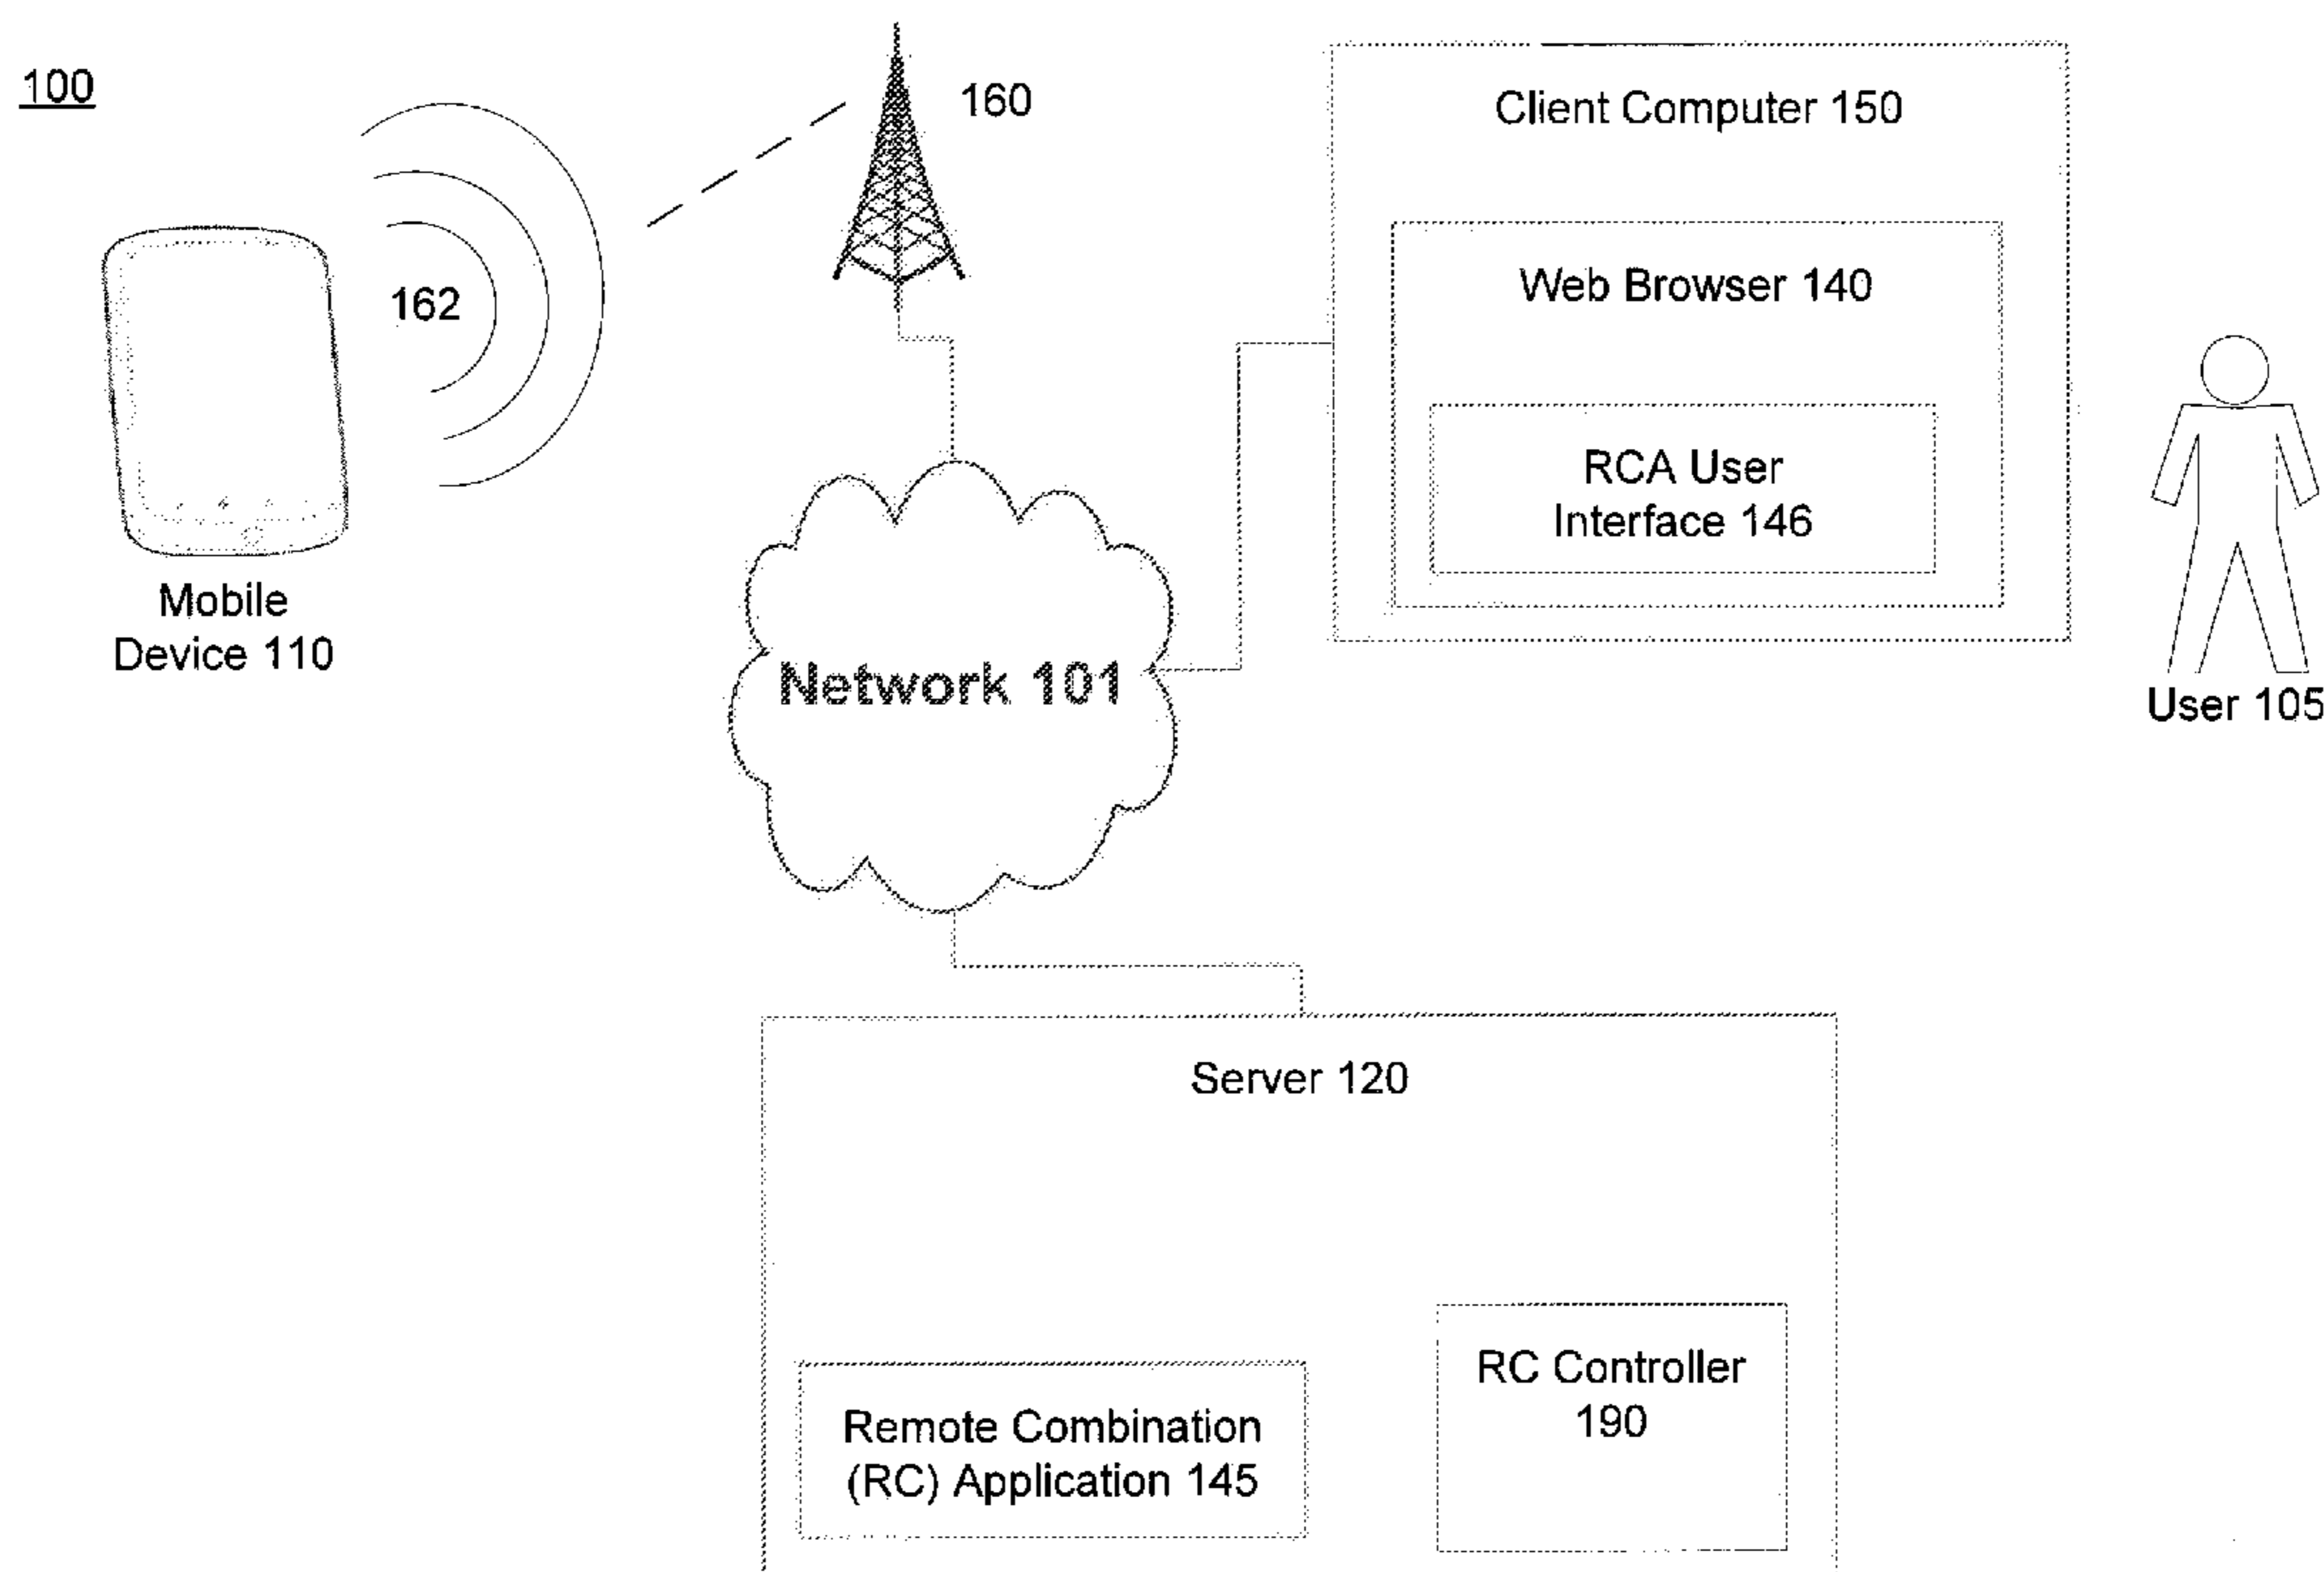 100
160
162
Mobile
Device 110
Client Computer 150
Web Browser 140
RCA User
Interface 146
User 105
Network 101
Server 120
Remote Combination
(RC) Application 145
RC Controller
190